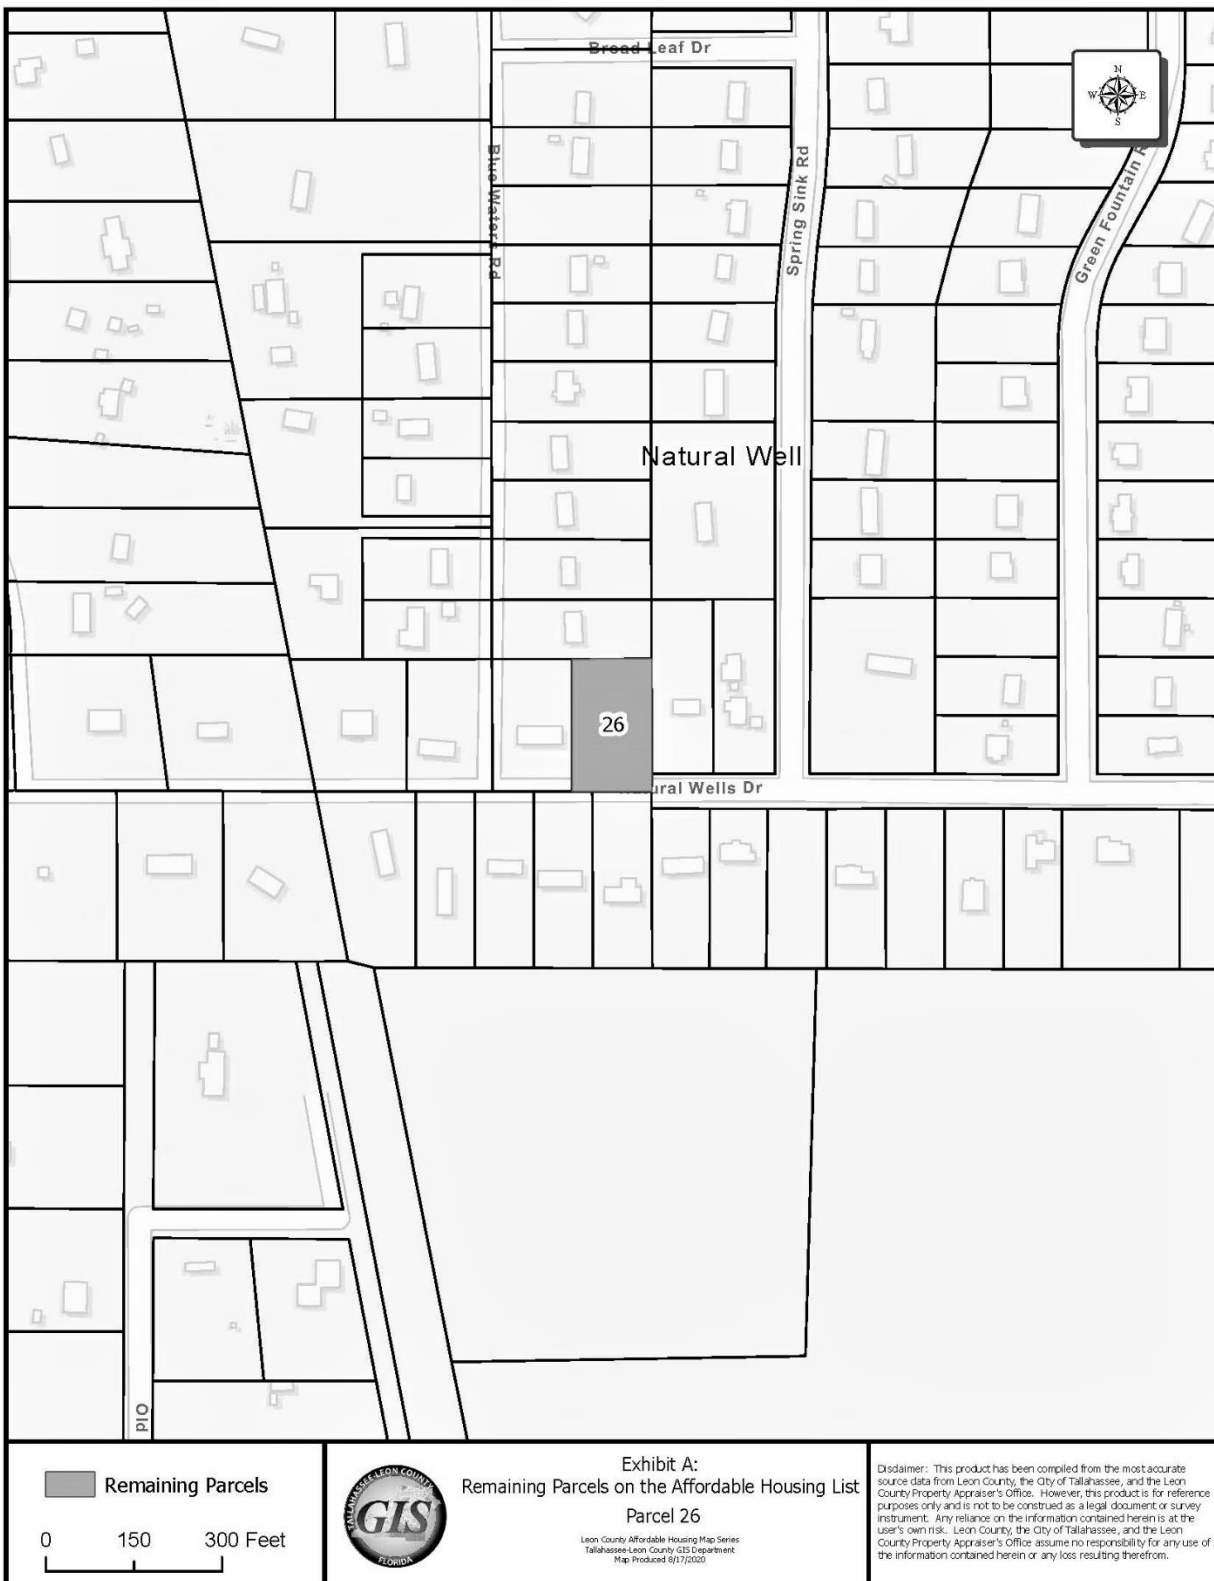 Broad Leaf Dr
N
W E
S
Blue Waters Rd
Spring Sink Rd
Green Fountain R
Natural Well
26
ural Wells Dr
Old
Remaining Parcels
0 150 300 Feet
TALLAHASSEE-LEON COUNTY
GIS
FLORIDA
Exhibit A:
Remaining Parcels on the Affordable Housing List
Parcel 26
Leon County Affordable Housing Map Series
Tallahassee-Leon County GIS Department
Map Produced 8/17/2020
Disclaimer: This product has been compiled from the most accurate
source data from Leon County, the City of Tallahassee, and the Leon
County Property Appraiser's Office. However, this product is for reference
purposes only and is not to be construed as a legal document or survey
instrument. Any reliance on the information contained herein is at the
user's own risk. Leon County, the City of Tallahassee, and the Leon
County Property Appraiser's Office assume no responsibility for any use of
the information contained herein or any loss resulting therefrom.